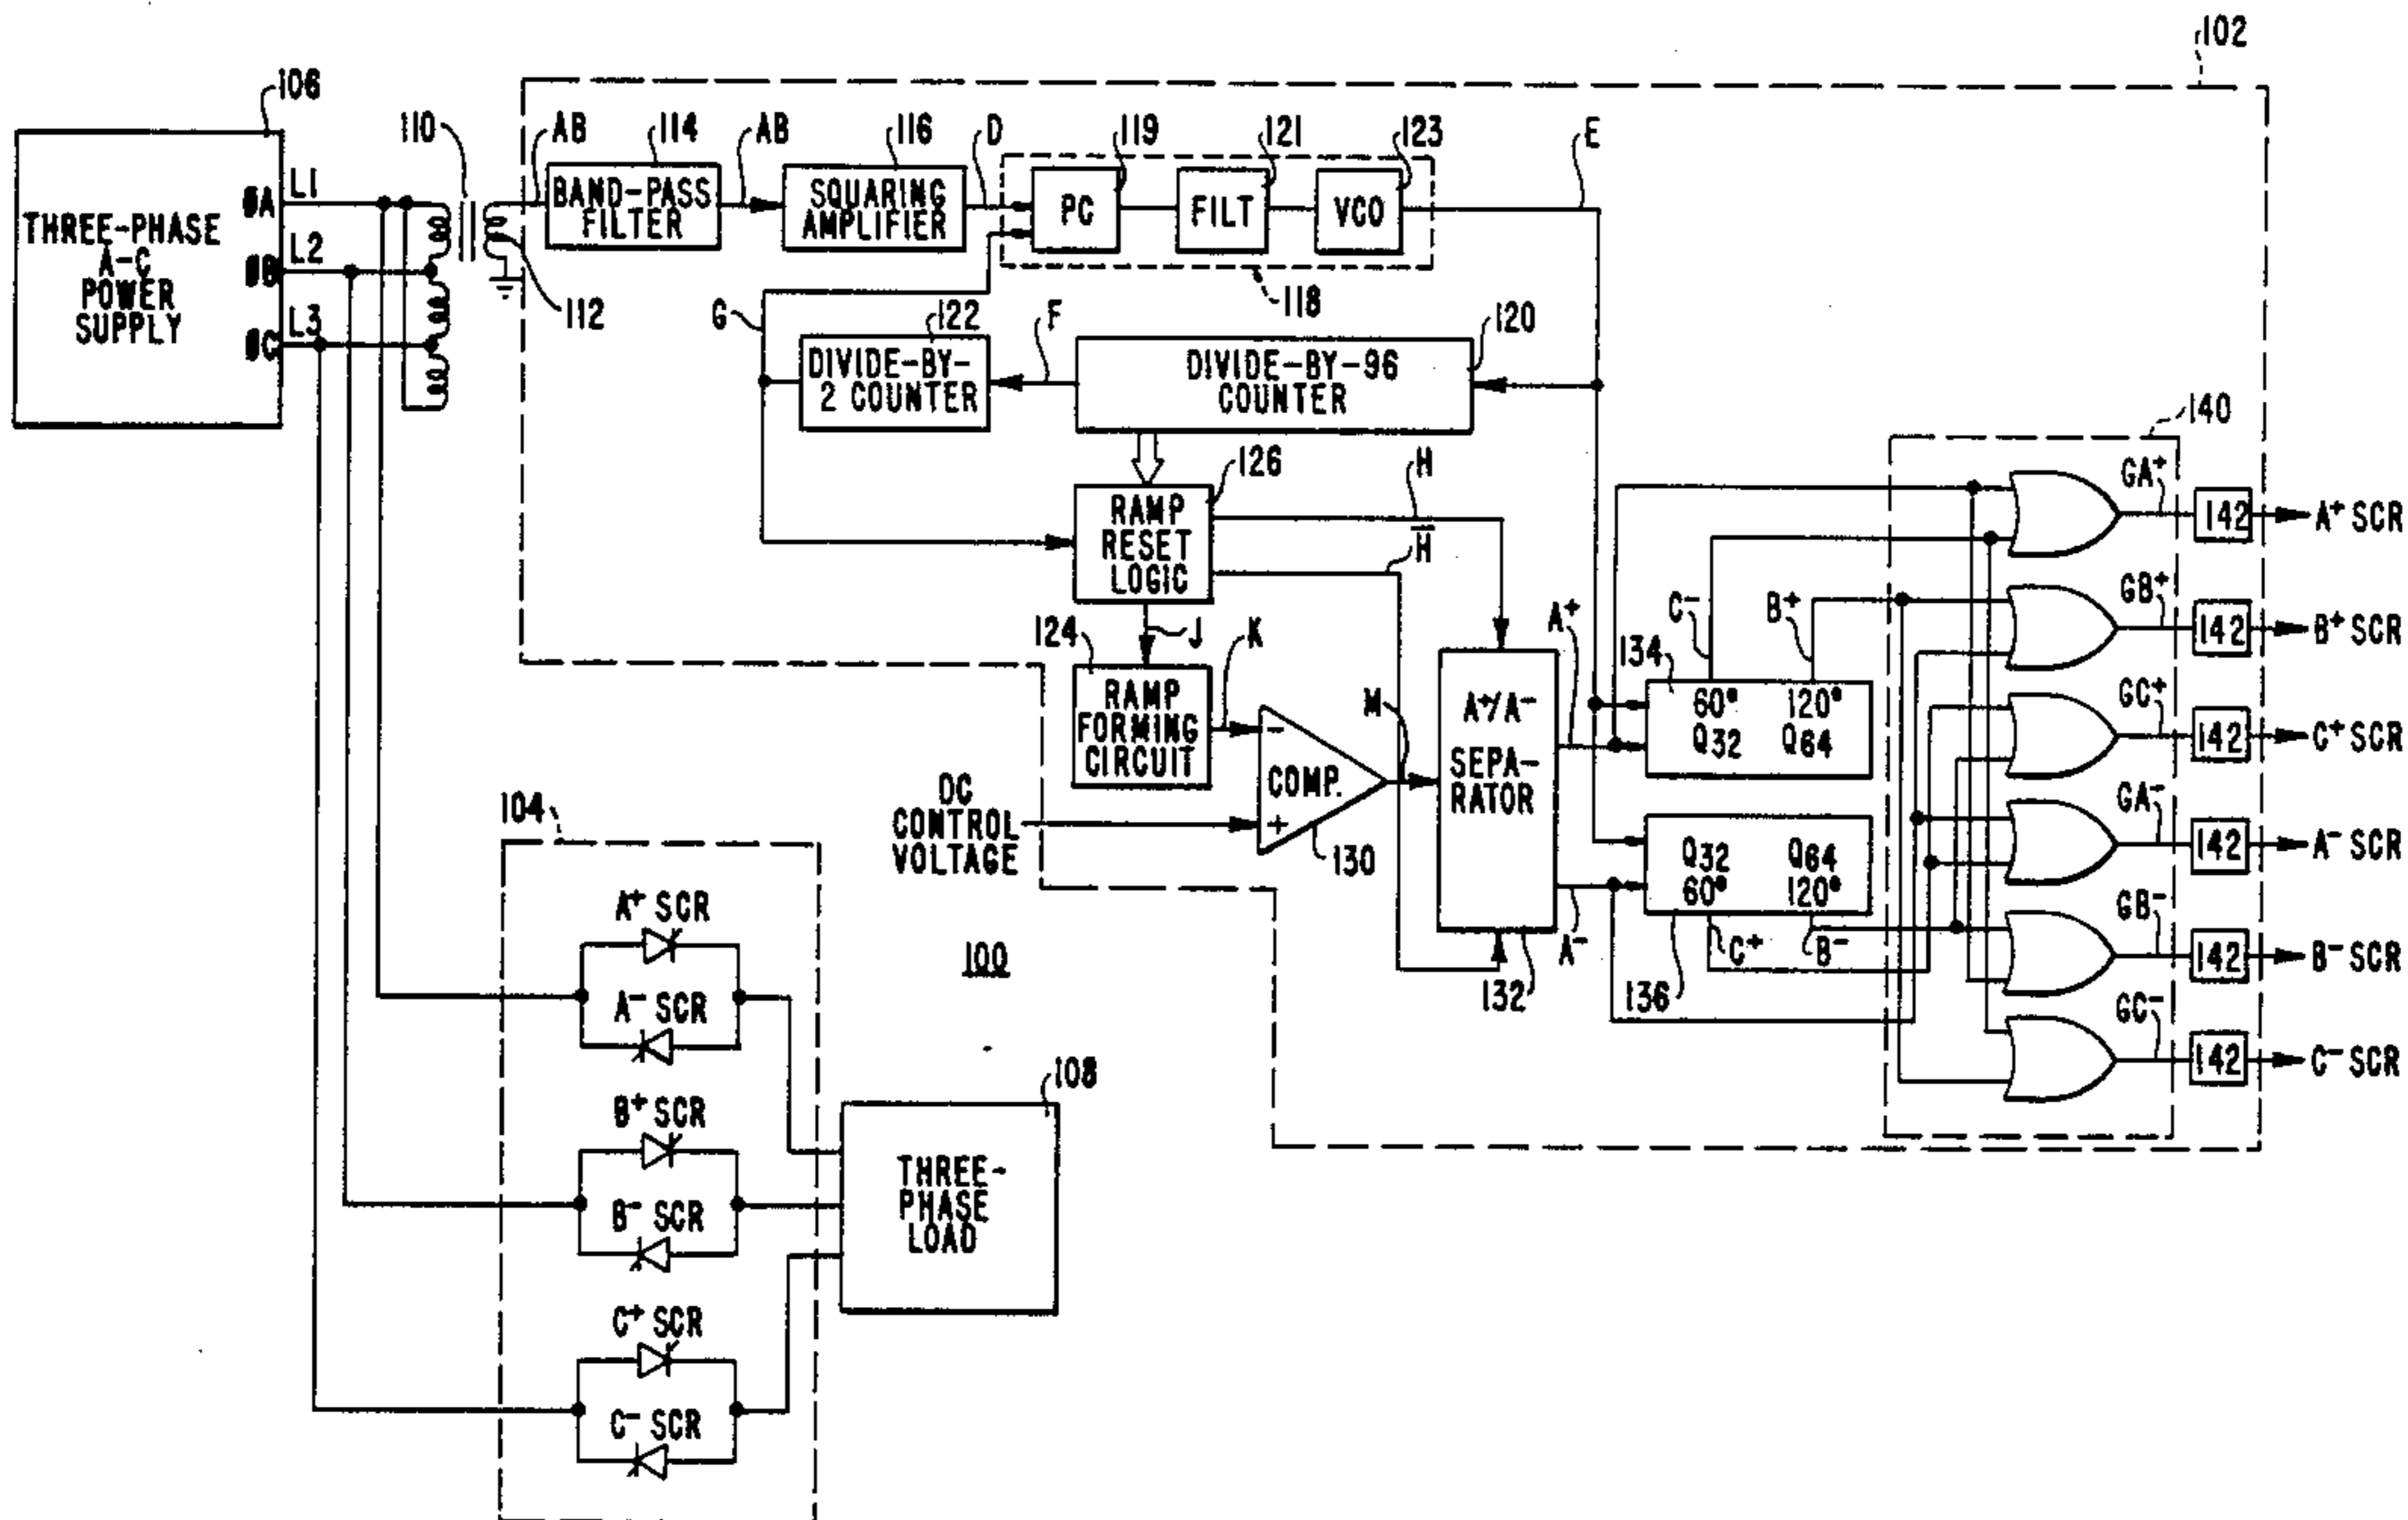 102
106
110
AB
114
AB
116
D
119
121
123
E
ØA
L1
ØB
L2
ØC
L3
THREE-PHASE
A-C
POWER
SUPPLY
BAND-PASS
FILTER
SQUARING
AMPLIFIER
PC
FILT
VCO
112
118
G
122
F
120
DIVIDE-BY-
2 COUNTER
DIVIDE-BY-96
COUNTER
140
126
H
H̅
RAMP
RESET
LOGIC
GA⁺
142
A⁺ SCR
GB⁺
142
B⁺ SCR
GC⁺
142
C⁺ SCR
GA⁻
142
A⁻ SCR
GB⁻
142
B⁻ SCR
GC⁻
142
C⁻ SCR
C⁻
B⁺
A⁺
134
60° 120°
Q32 Q64
124
J
K
RAMP
FORMING
CIRCUIT
M
A⁺/A⁻
SEPA-
RATOR
DC
CONTROL
VOLTAGE
-
COMP.
+
130
Q32 Q64
60° 120°
A⁻
C⁺
B⁻
132
136
104
A⁺ SCR
A⁻ SCR
100
B⁺ SCR
B⁻ SCR
C⁺ SCR
C⁻ SCR
108
THREE-
PHASE
LOAD